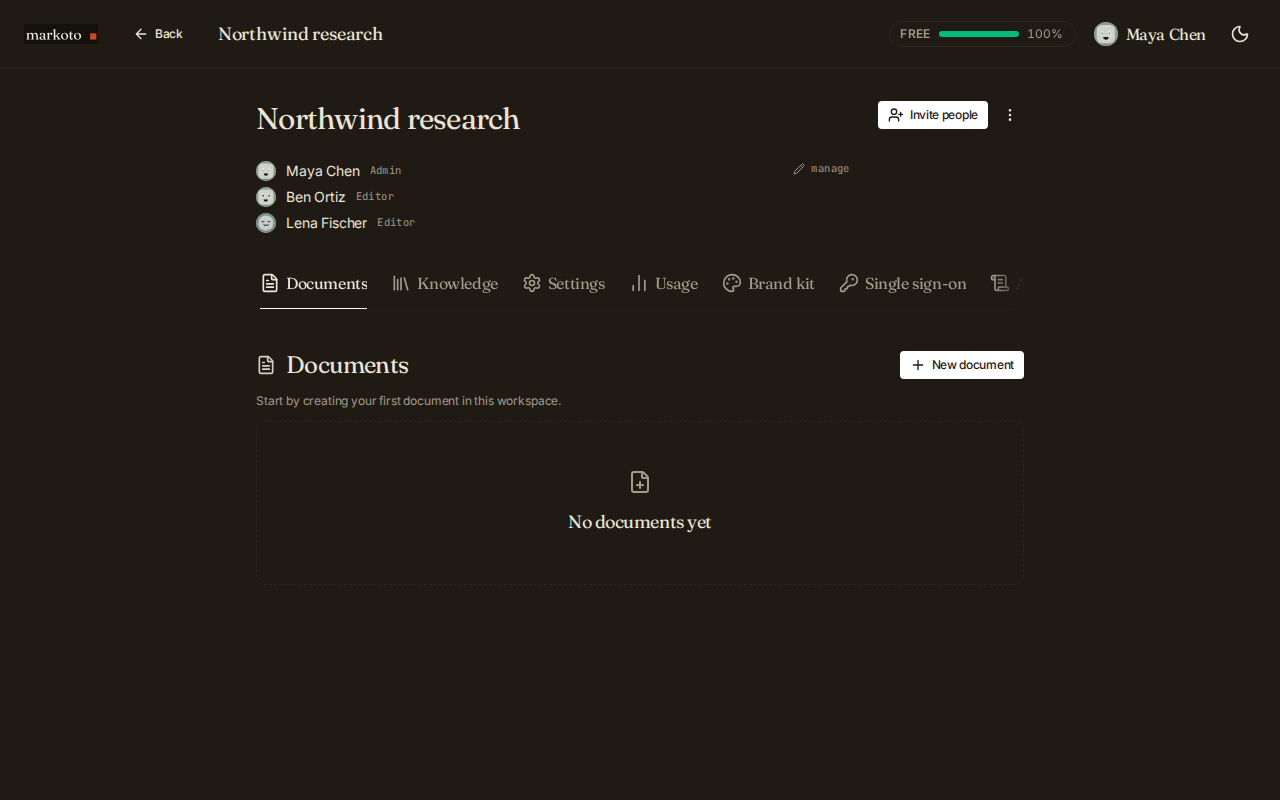 markoto
Back
Northwind research
FREE
100%
Maya Chen
Northwind research
Invite people
Maya Chen Admin
manage
Ben Ortiz Editor
Lena Fischer Editor
Documents
Knowledge
Settings
Usage
Brand kit
Single sign-on
Documents
New document
Start by creating your first document in this workspace.
No documents yet